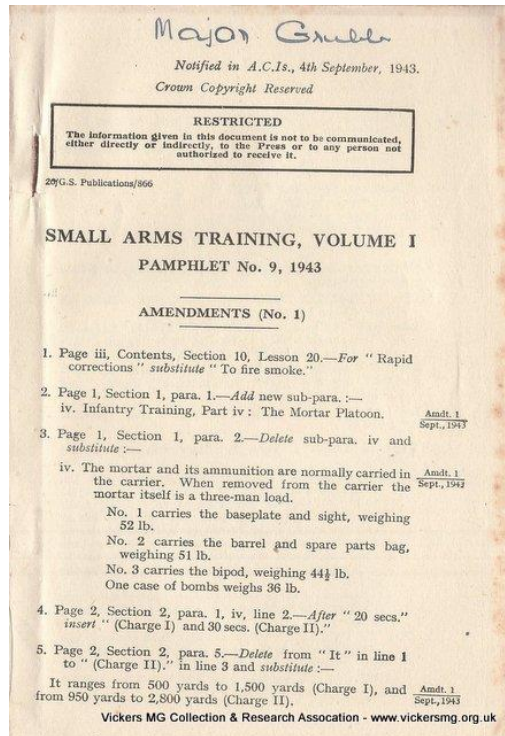 Major Grubb
Notified in A.C.Is., 4th September, 1943.
Crown Copyright Reserved
RESTRICTED
The information given in this document is not to be communicated,
either directly or indirectly, to the Press or to any person not
authorized to receive it.
26/G.S. Publications/866
SMALL ARMS TRAINING, VOLUME I
PAMPHLET No. 9, 1943
AMENDMENTS (No. 1)
1. Page iii, Contents, Section 10, Lesson 20.—For " Rapid
corrections " substitute " To fire smoke."
2. Page 1, Section 1, para. 1.—Add new sub-para. :—
iv. Infantry Training, Part iv : The Mortar Platoon.
Amdt. 1
Sept., 1943
3. Page 1, Section 1, para. 2.—Delete sub-para. iv and
substitute :—
iv. The mortar and its ammunition are normally carried in
the carrier. When removed from the carrier the
mortar itself is a three-man load.
Amdt. 1
Sept., 1943
No. 1 carries the baseplate and sight, weighing
52 lb.
No. 2 carries the barrel and spare parts bag,
weighing 51 lb.
No. 3 carries the bipod, weighing 44½ lb.
One case of bombs weighs 36 lb.
4. Page 2, Section 2, para. 1, iv, line 2.—After " 20 secs."
insert " (Charge I) and 30 secs. (Charge II)."
5. Page 2, Section 2, para. 5.—Delete from " It " in line 1
to " (Charge II)." in line 3 and substitute :—
It ranges from 500 yards to 1,500 yards (Charge I), and
from 950 yards to 2,800 yards (Charge II).
Amdt. 1
Sept., 1943
Vickers MG Collection & Research Assocation - www.vickersmg.org.uk